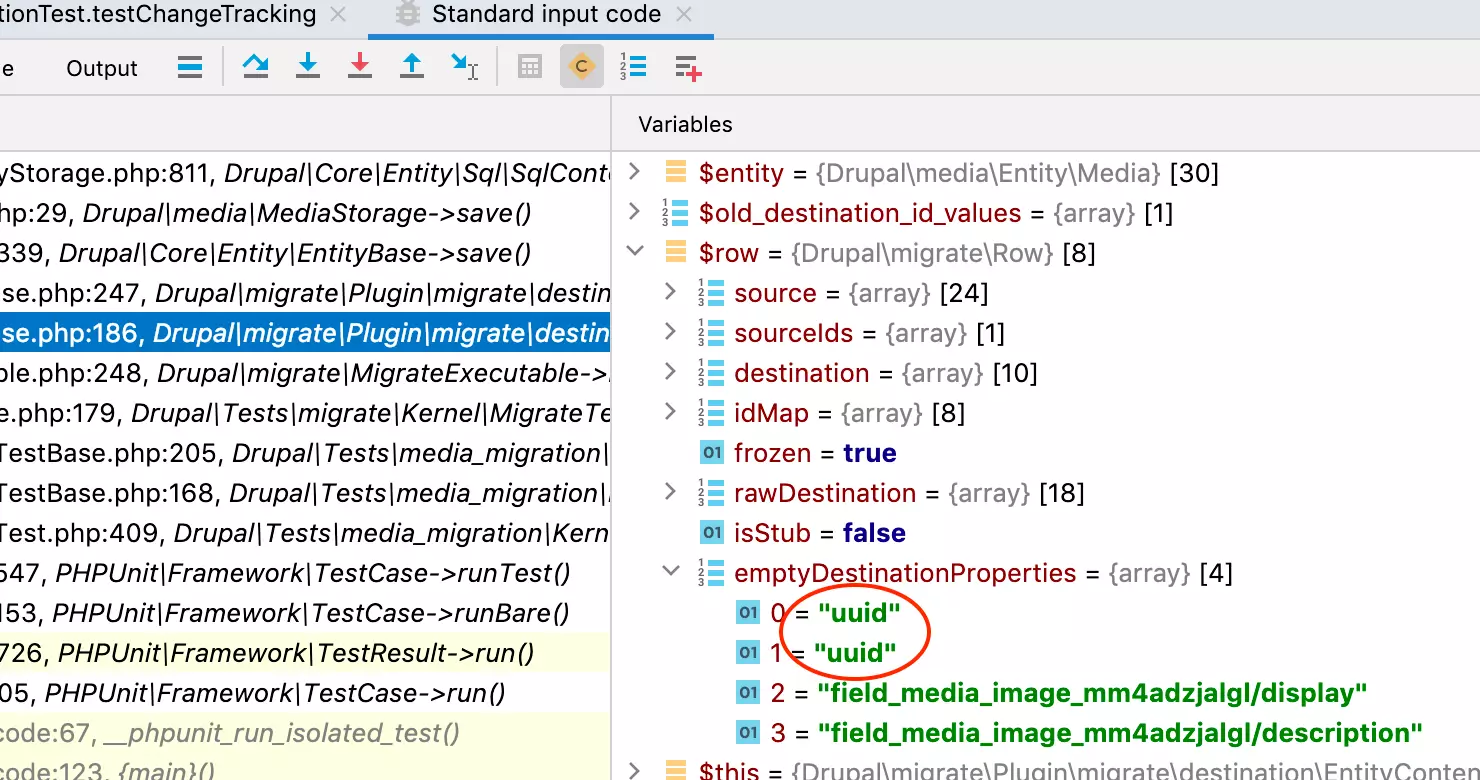 tionTest.testChangeTracking
Standard input code
e Output
Variables
yStorage.php:811, Drupal\Core\Entity\Sql\SqlConte
hp:29, Drupal\media\MediaStorage->save()
339, Drupal\Core\Entity\EntityBase->save()
se.php:247, Drupal\migrate\Plugin\migrate\destin
se.php:186, Drupal\migrate\Plugin\migrate\destin
ble.php:248, Drupal\migrate\MigrateExecutable->
e.php:179, Drupal\Tests\migrate\Kernel\MigrateTe
TestBase.php:205, Drupal\Tests\media_migration\
TestBase.php:168, Drupal\Tests\media_migration\
Test.php:409, Drupal\Tests\media_migration\Kern
547, PHPUnit\Framework\TestCase->runTest()
153, PHPUnit\Framework\TestCase->runBare()
726, PHPUnit\Framework\TestResult->run()
05, PHPUnit\Framework\TestCase->run()
code:67, __phpunit_run_isolated_test()
code:123, {main}()
$entity = {Drupal\media\Entity\Media} [30]
$old_destination_id_values = {array} [1]
$row = {Drupal\migrate\Row} [8]
source = {array} [24]
sourceIds = {array} [1]
destination = {array} [10]
idMap = {array} [8]
01 frozen = true
rawDestination = {array} [18]
01 isStub = false
emptyDestinationProperties = {array} [4]
01 0 = "uuid"
01 1 = "uuid"
01 2 = "field_media_image_mm4adzjalgl/display"
01 3 = "field_media_image_mm4adzjalgl/description"
$this = {Drupal\migrate\Plugin\migrate\destination\EntityConten